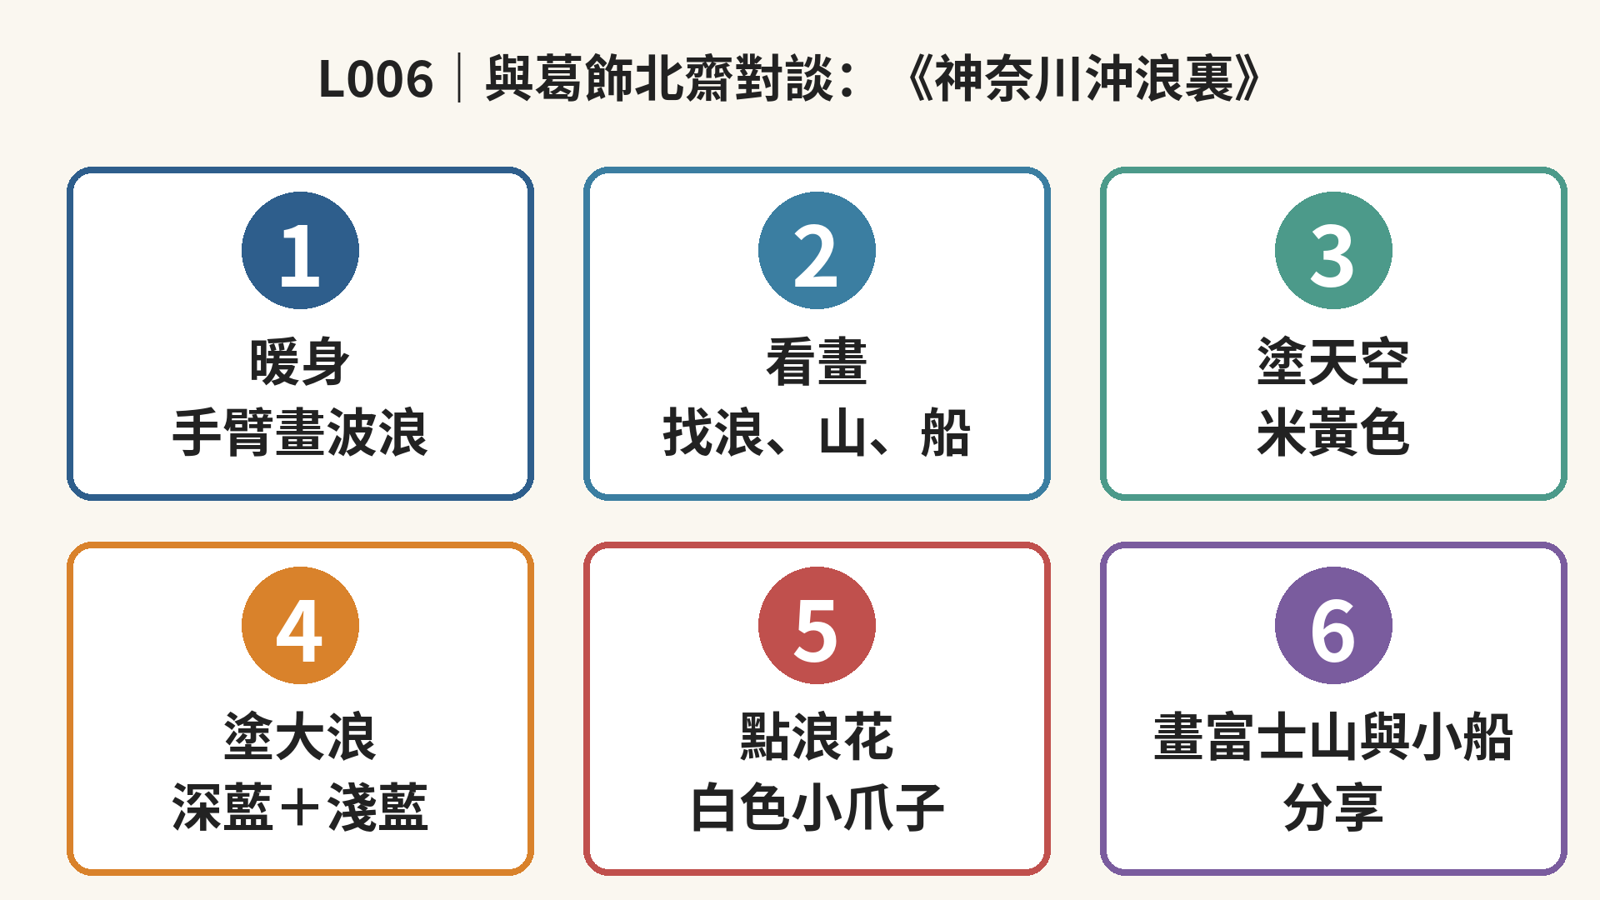 L006｜與葛飾北齋對談：《神奈川沖浪裏》
1
暖身
手臂畫波浪
2
看畫
找浪、山、船
3
塗天空
米黃色
4
塗大浪
深藍＋淺藍
5
點浪花
白色小爪子
6
畫富士山與小船
分享